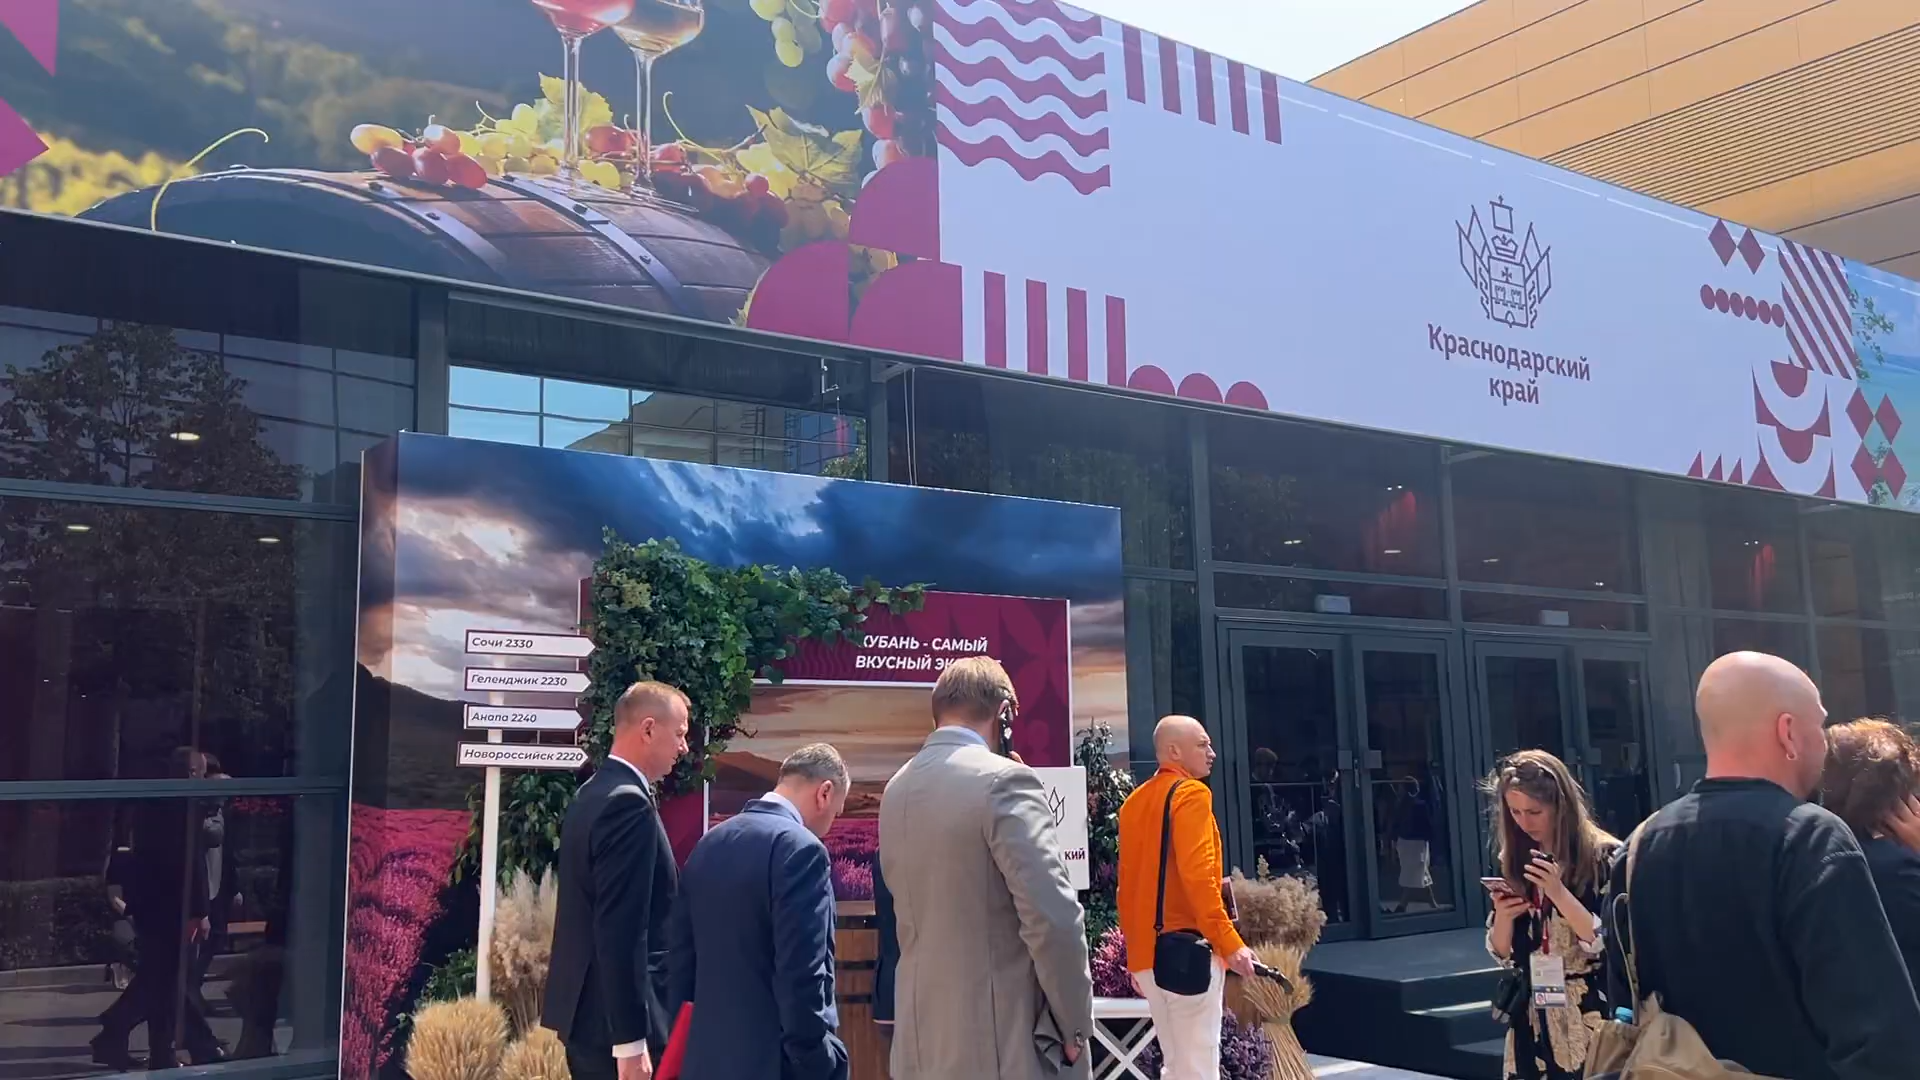 Краснодарский
край
Сочи 2330
Геленджик 2230
Анапа 2240
Новороссийск 2220
КУБАНЬ - САМЫЙ
ВКУСНЫЙ